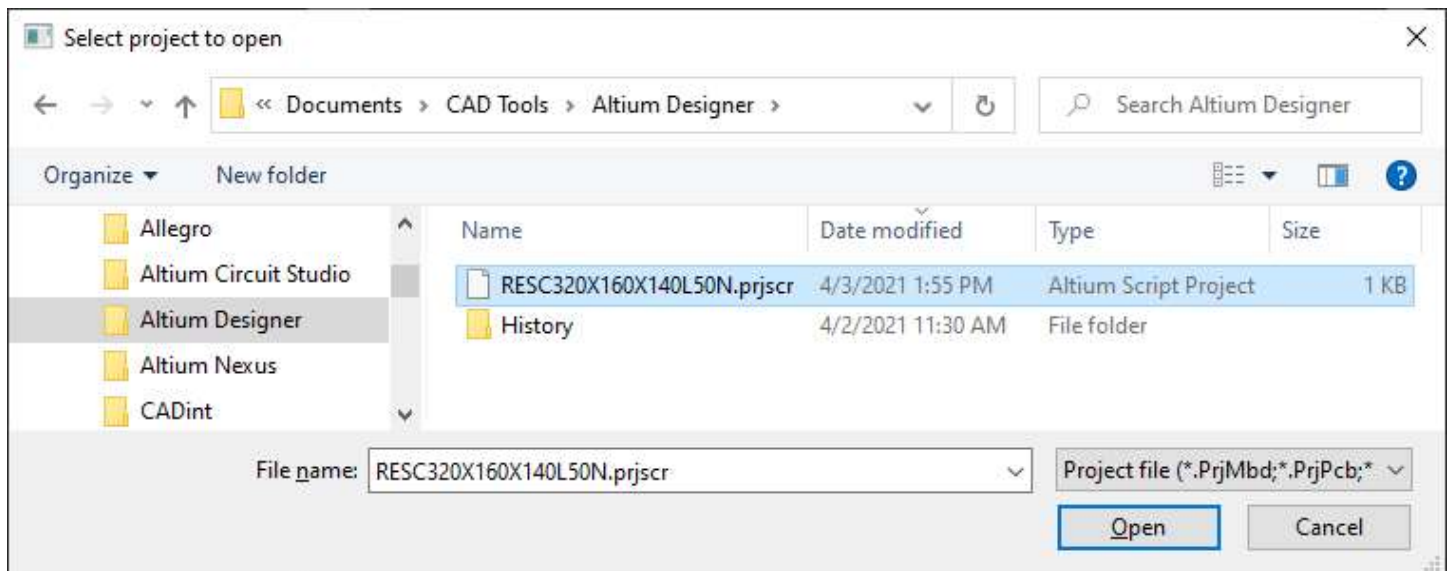 Select project to open
« Documents › CAD Tools › Altium Designer ›
Search Altium Designer
Organize
New folder
?
Allegro
Altium Circuit Studio
Altium Designer
Altium Nexus
CADint
Name Date modified Type Size
RESC320X160X140L50N.prjscr 4/3/2021 1:55 PM Altium Script Project 1 KB
History 4/2/2021 11:30 AM File folder
File name: RESC320X160X140L50N.prjscr
Project file (*.PrjMbd;*.PrjPcb;*
Open Cancel